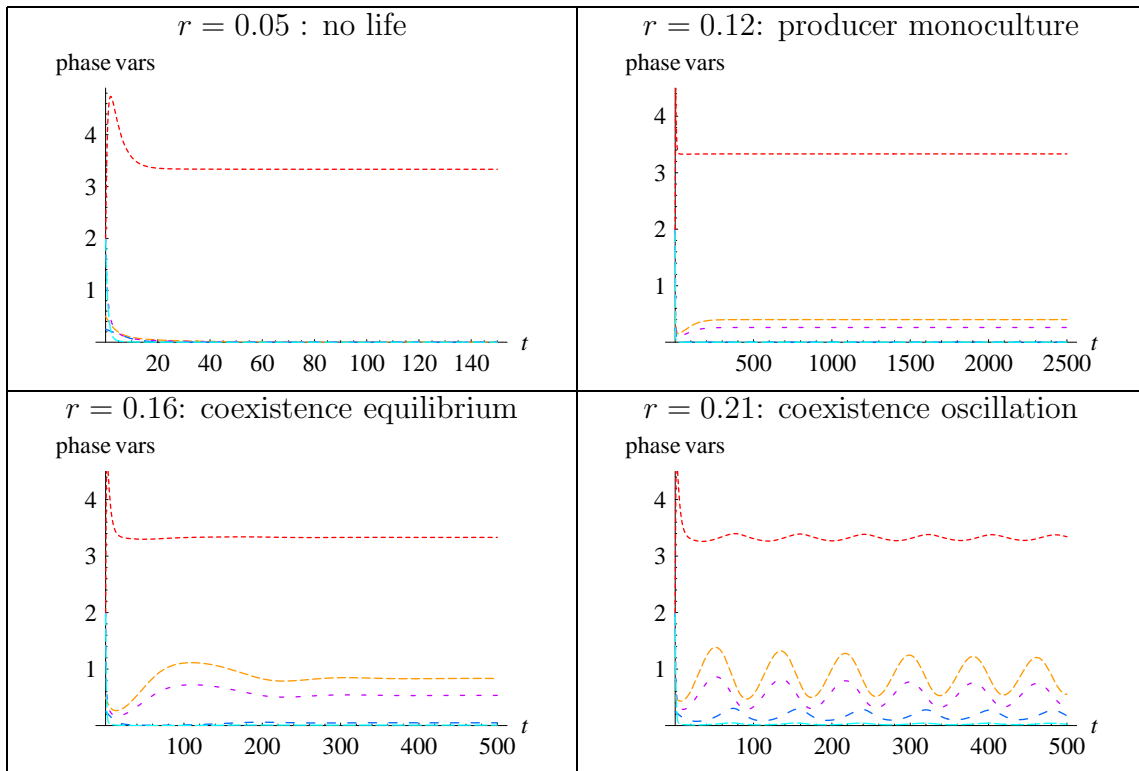 r = 0.05 : no life
phase vars
4
3
2
1
20 40 60 80 100 120 140
t
r = 0.12: producer monoculture
phase vars
4
3
2
1
500 1000 1500 2000 2500
t
r = 0.16: coexistence equilibrium
phase vars
4
3
2
1
100 200 300 400 500
t
r = 0.21: coexistence oscillation
phase vars
4
3
2
1
100 200 300 400 500
t